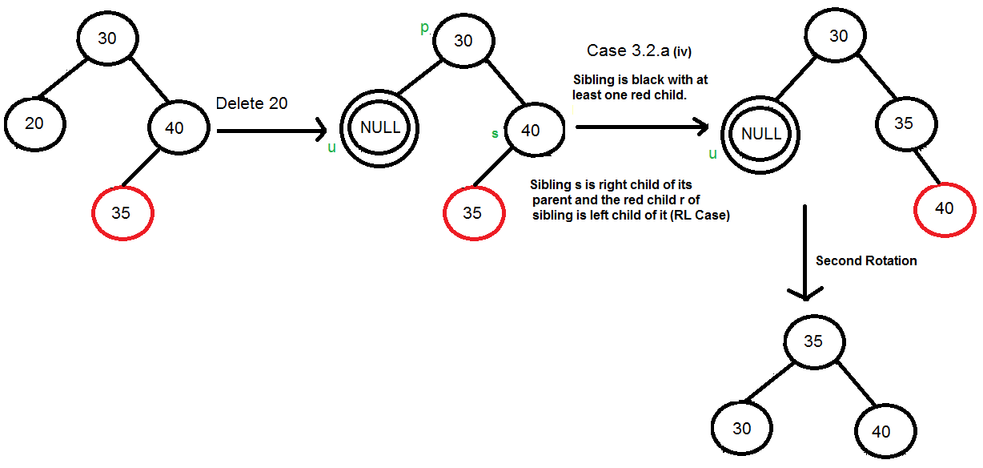 30
20
40
35
Delete 20
p
30
NULL
u
s
40
35
Case 3.2.a (iv)
Sibling is black with at
least one red child.
Sibling s is right child of its
parent and the red child r of
sibling is left child of it (RL Case)
30
NULL
u
35
40
Second Rotation
35
30
40